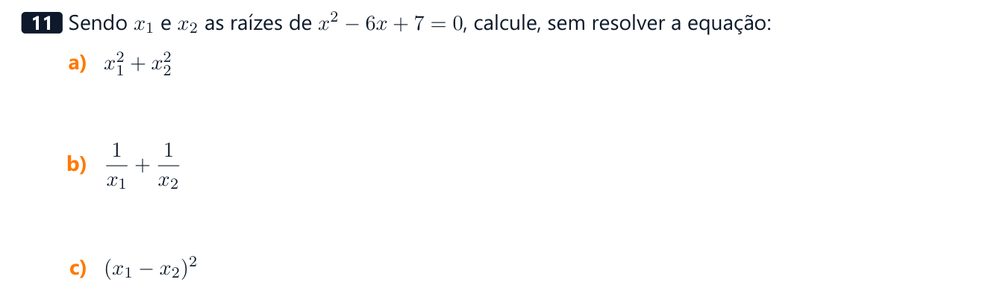 11 Sendo x₁ e x₂ as raízes de x² − 6x + 7 = 0, calcule, sem resolver a equação:
a) x₁² + x₂²
b) 1/x₁ + 1/x₂
c) (x₁ − x₂)²